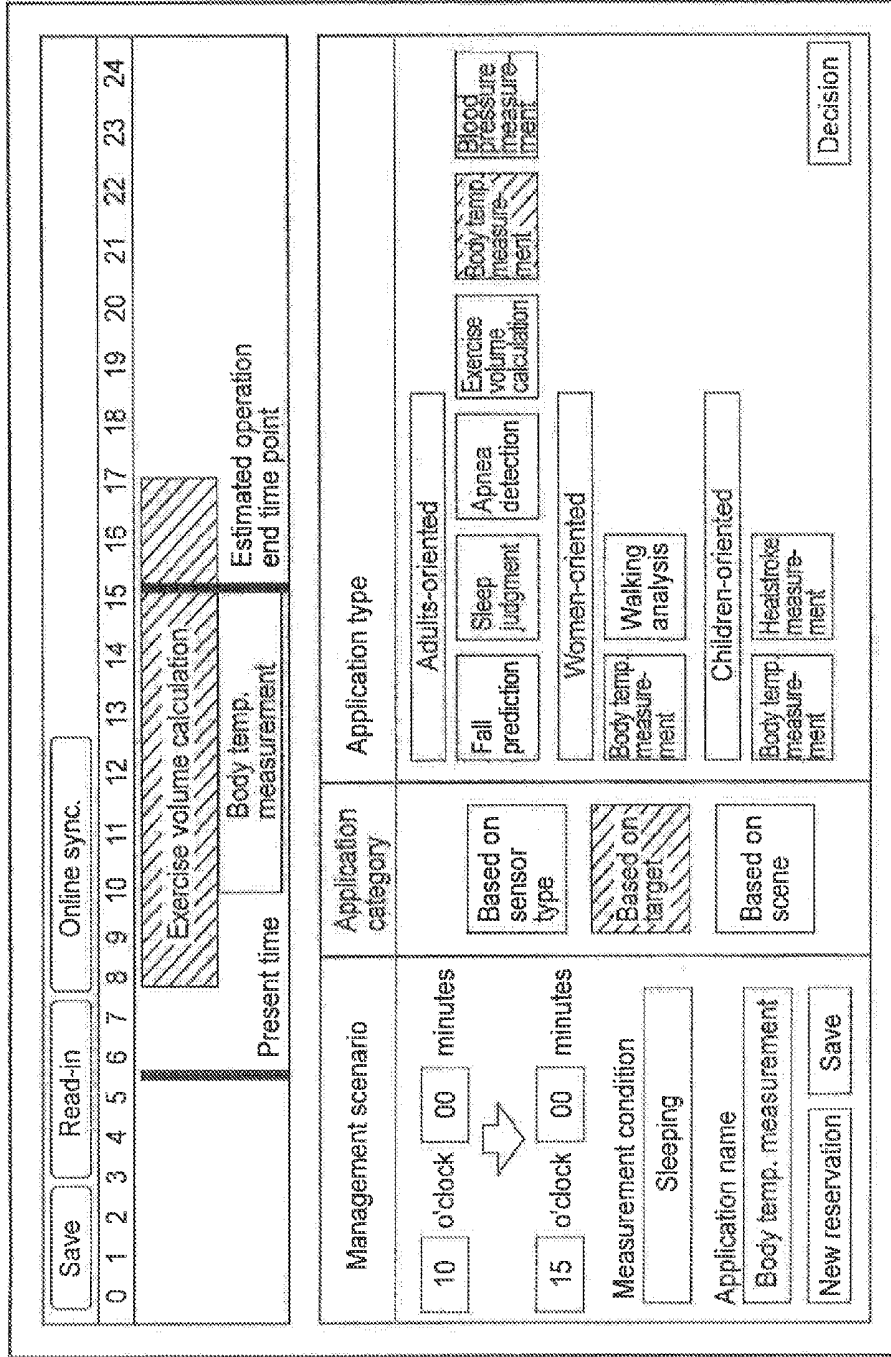 Save
Read-in
Online sync.
0 1 2 3 4 5 6 7 8 9 10 11 12 13 14 15 16 17 18 19 20 21 22 23 24
Exercise volume calculation
Body temp.
measurement
Present time
Estimated operation
end time point
Management scenario
10 o'clock 00 minutes
15 o'clock 00 minutes
Measurement condition
Sleeping
Application name
Body temp. measurement
New reservation
Save
Application
category
Based on
sensor
type
Based on
target
Based on
scene
Application type
Adults-oriented
Fall
prediction
Sleep
judgment
Apnea
detection
Exercise
volume
calculation
Body temp.
measure-
ment
Blood
pressure
measure-
ment
Women-oriented
Body temp.
measure-
ment
Walking
analysis
Children-oriented
Body temp.
measure-
ment
Heatstroke
measure-
ment
Decision